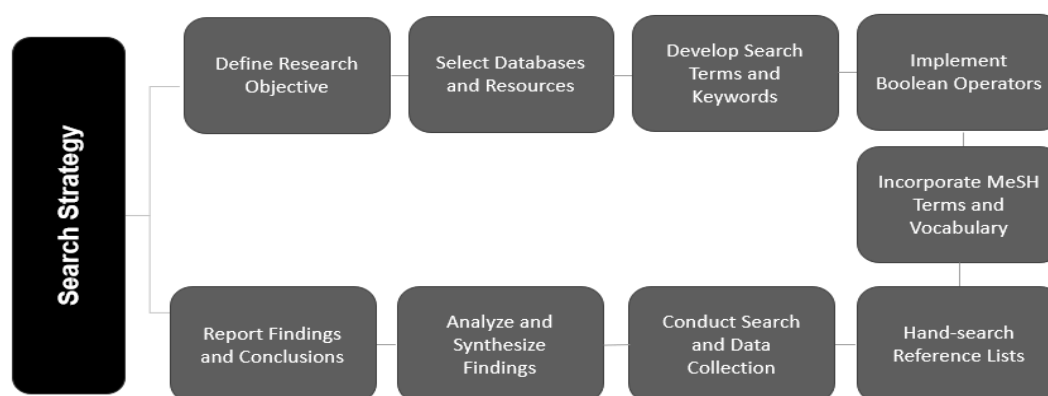 Search Strategy
Define Research
Objective
Select Databases
and Resources
Develop Search
Terms and
Keywords
Implement
Boolean Operators
Incorporate MeSH
Terms and
Vocabulary
Hand-search
Reference Lists
Conduct Search
and Data
Collection
Analyze and
Synthesize
Findings
Report Findings
and Conclusions